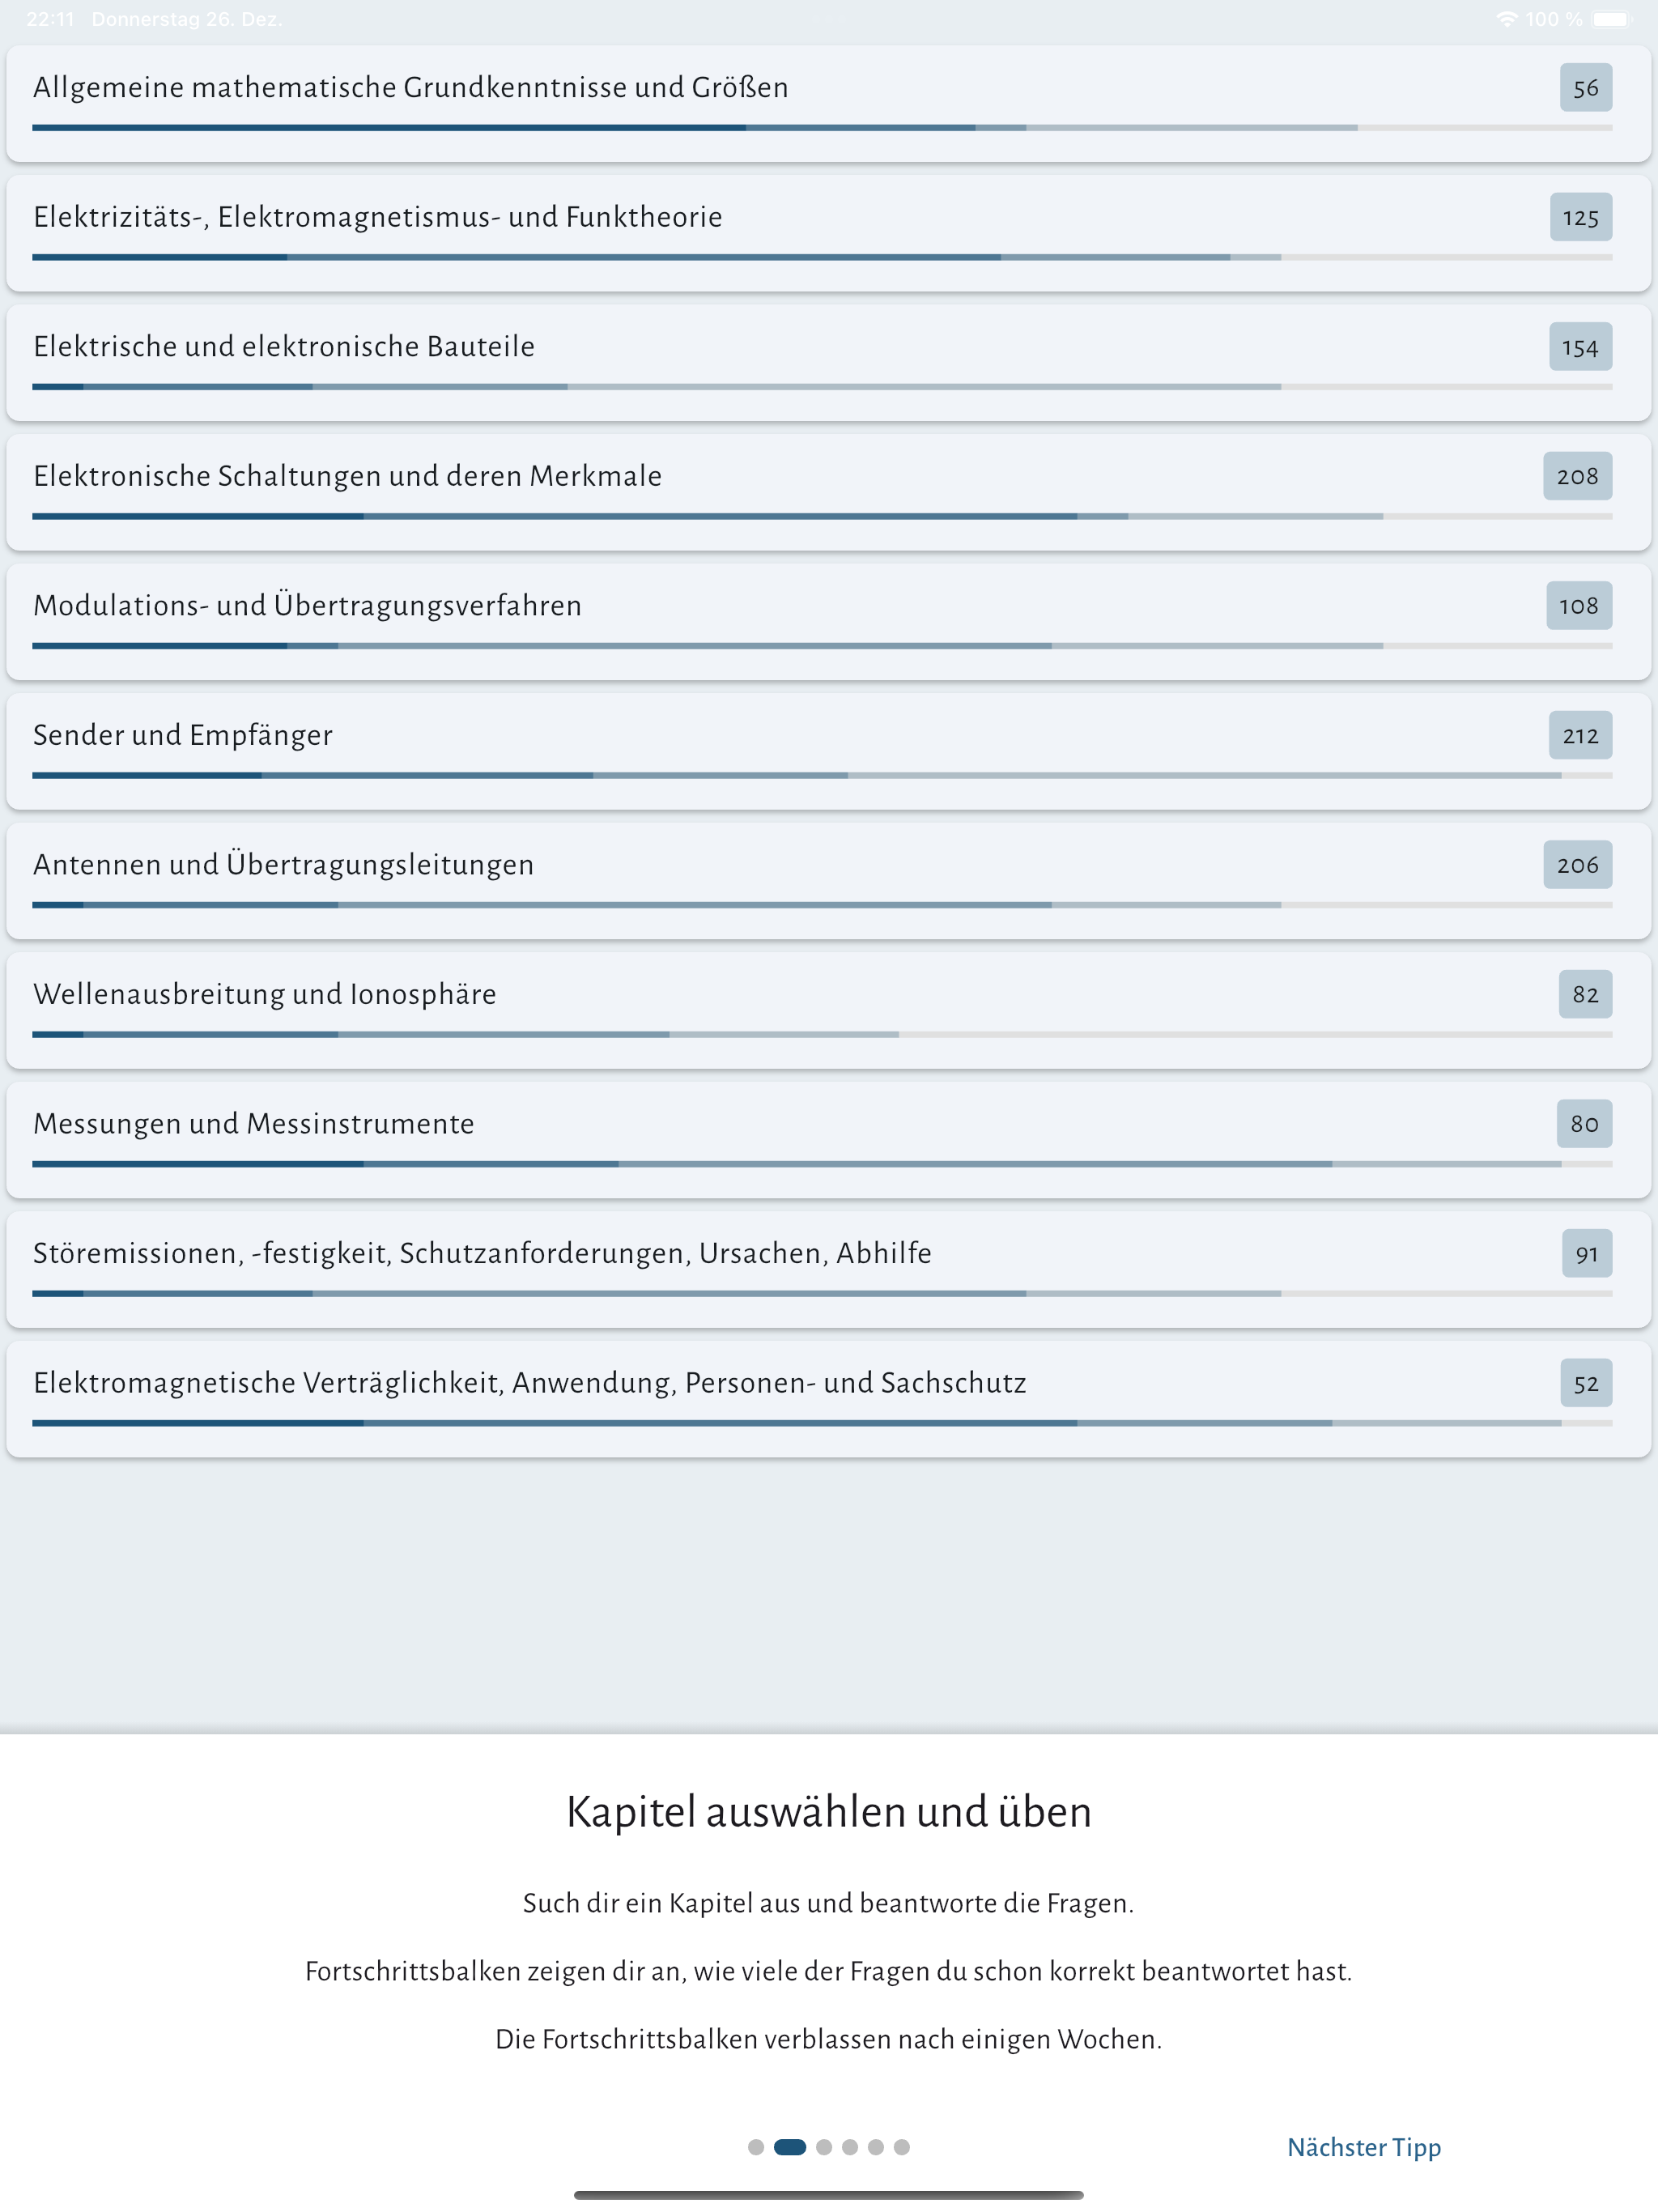 22:11 Donnerstag 26. Dez. 100 %
Allgemeine mathematische Grundkenntnisse und Größen 56
Elektrizitäts-, Elektromagnetismus- und Funktheorie 125
Elektrische und elektronische Bauteile 154
Elektronische Schaltungen und deren Merkmale 208
Modulations- und Übertragungsverfahren 108
Sender und Empfänger 212
Antennen und Übertragungsleitungen 206
Wellenausbreitung und Ionosphäre 82
Messungen und Messinstrumente 80
Störemissionen, -festigkeit, Schutzanforderungen, Ursachen, Abhilfe 91
Elektromagnetische Verträglichkeit, Anwendung, Personen- und Sachschutz 52
Kapitel auswählen und üben
Such dir ein Kapitel aus und beantworte die Fragen.
Fortschrittsbalken zeigen dir an, wie viele der Fragen du schon korrekt beantwortet hast.
Die Fortschrittsbalken verblassen nach einigen Wochen.
Nächster Tipp